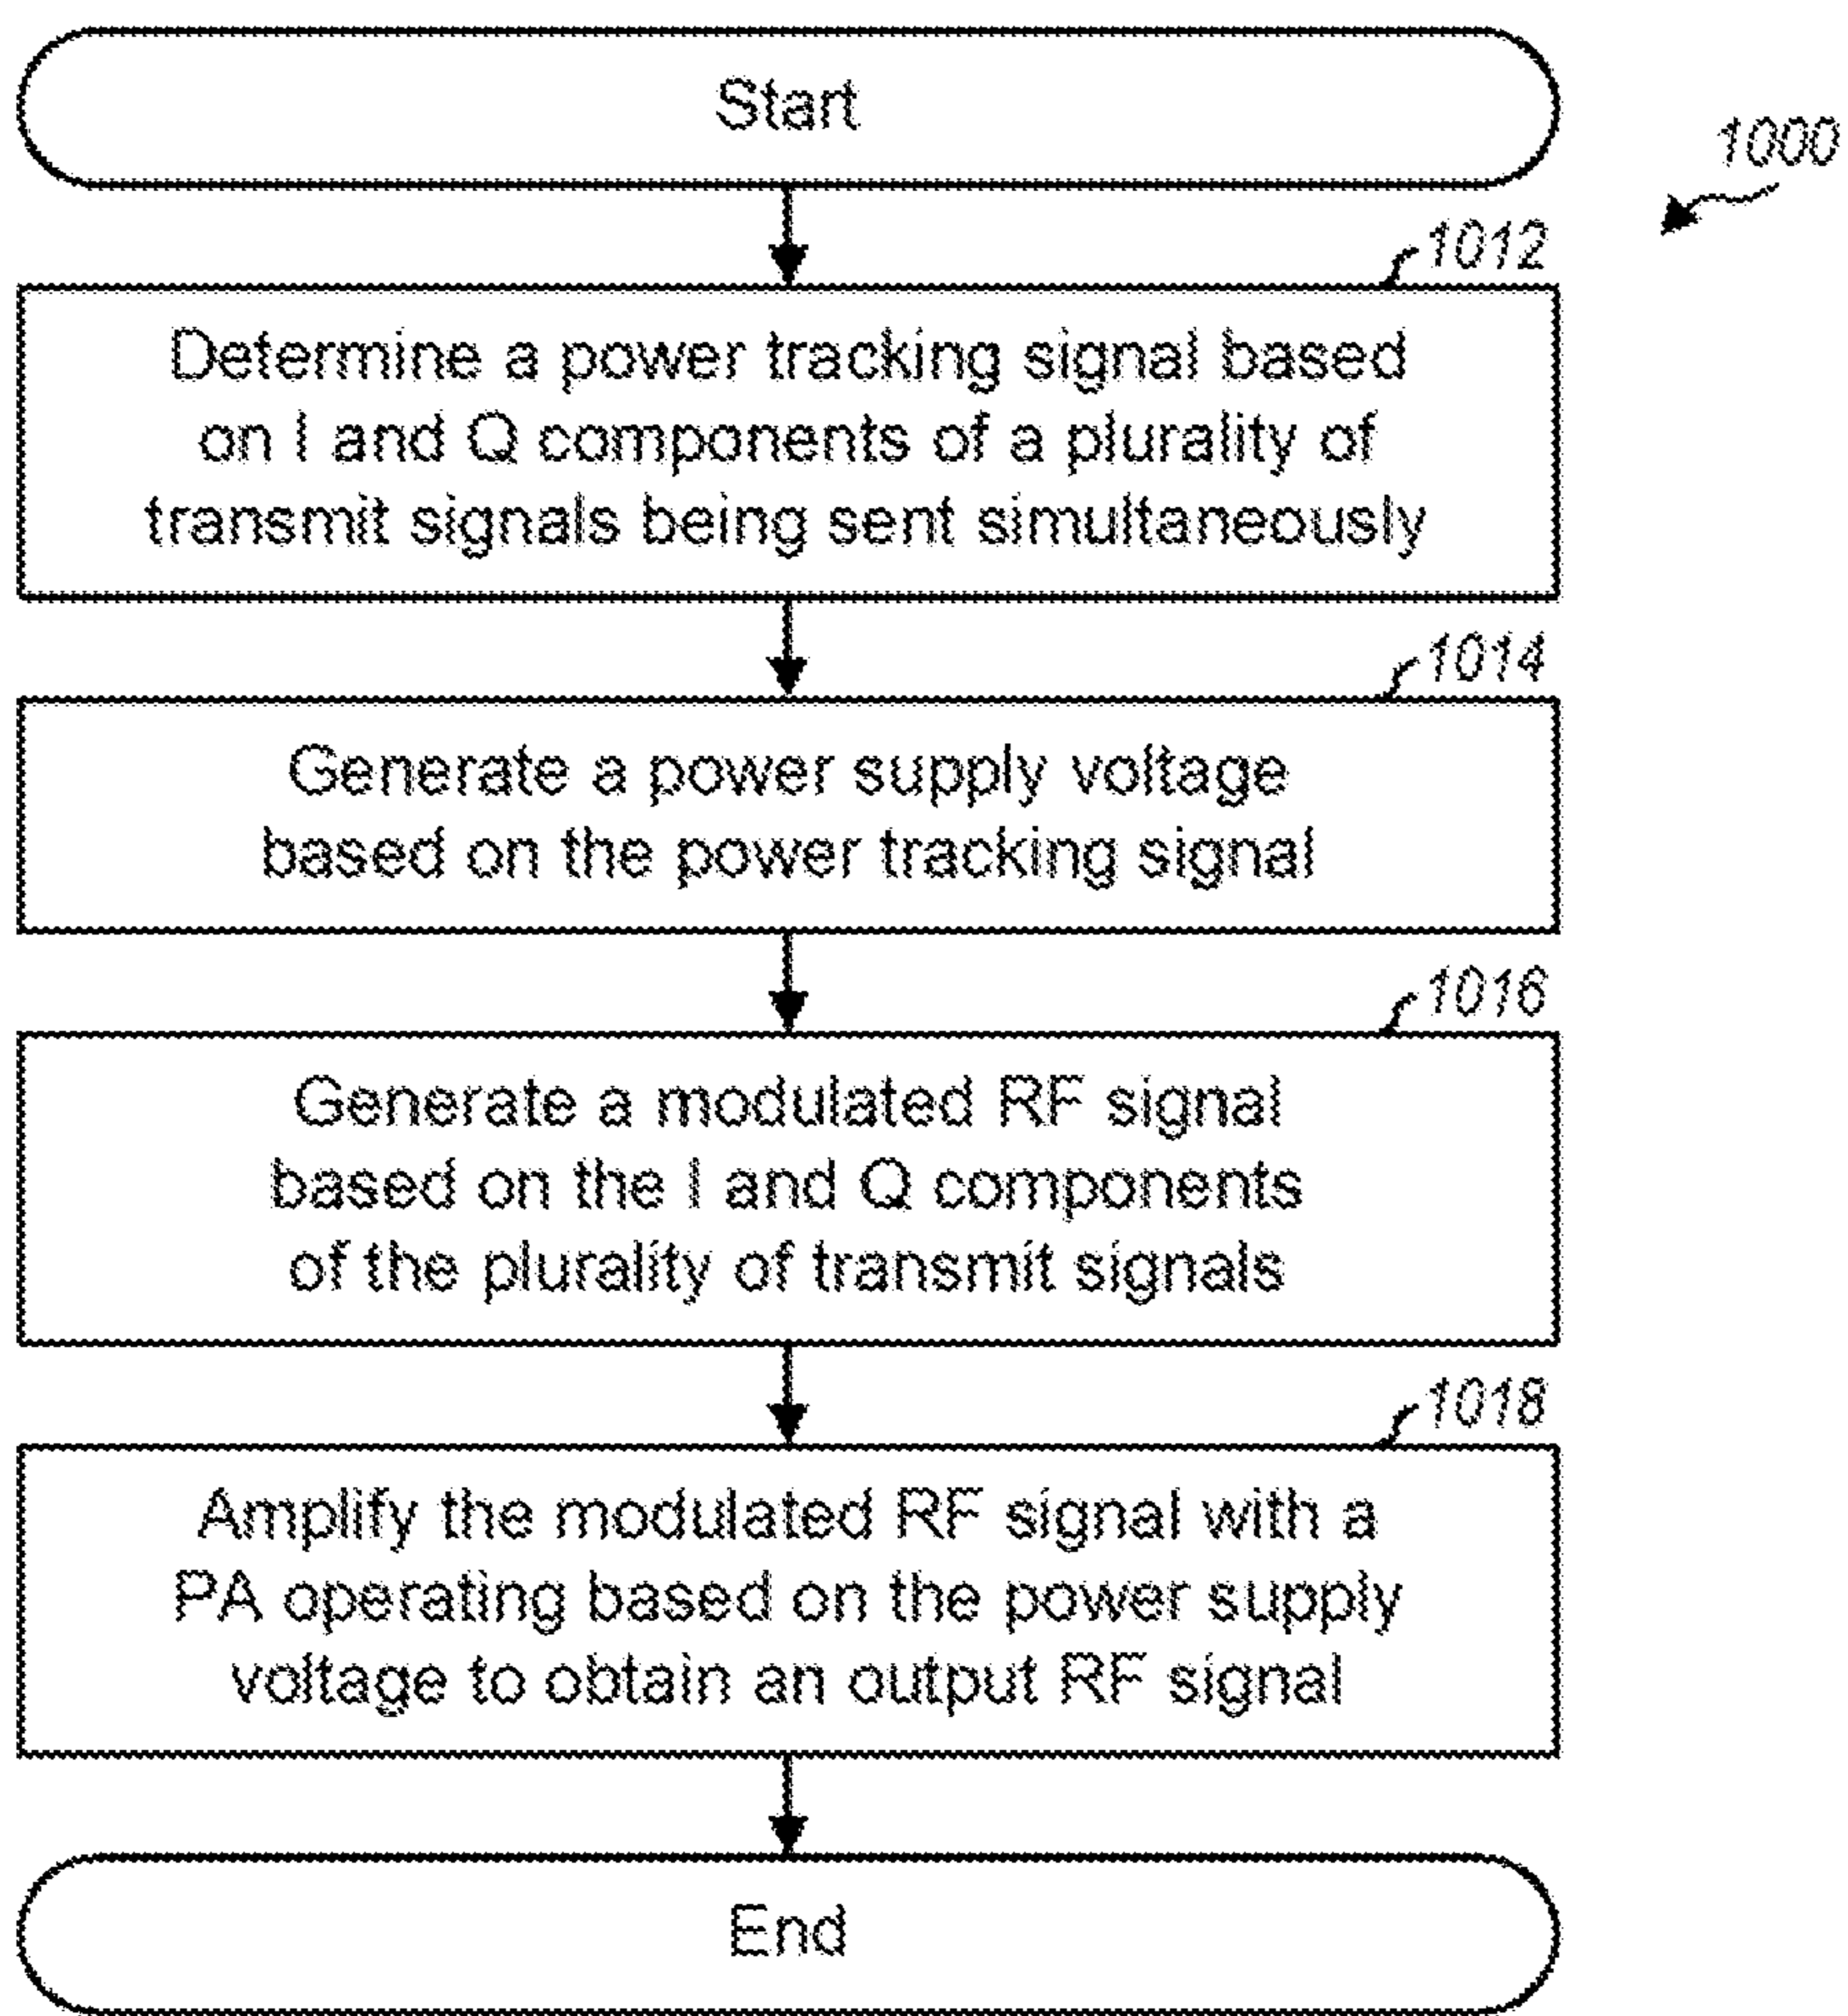 Start
1000
1012
Determine a power tracking signal based
on I and Q components of a plurality of
transmit signals being sent simultaneously
1014
Generate a power supply voltage
based on the power tracking signal
1016
Generate a modulated RF signal
based on the I and Q components
of the plurality of transmit signals
1018
Amplify the modulated RF signal with a
PA operating based on the power supply
voltage to obtain an output RF signal
End